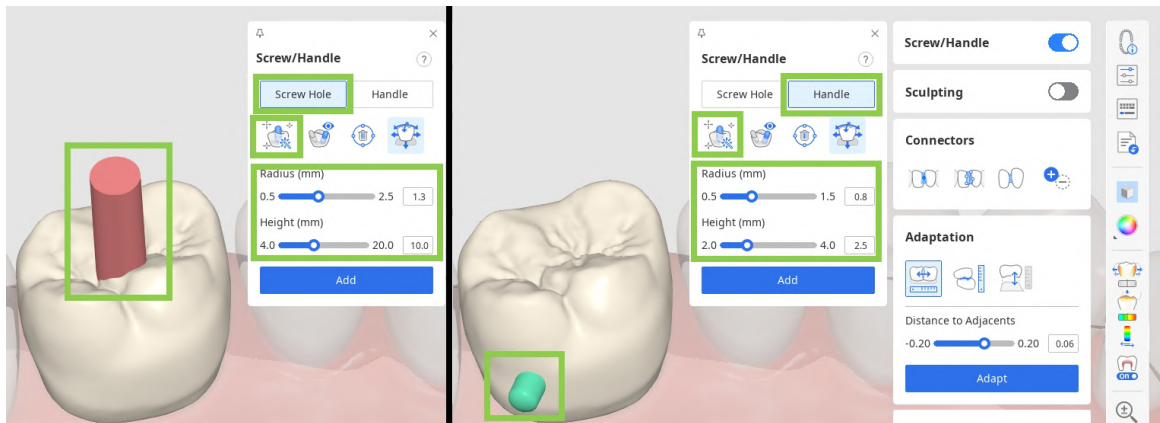 Screw/Handle
?
Screw Hole
Handle
Radius (mm)
0.5
2.5
1.3
Height (mm)
4.0
20.0
10.0
Add
Screw/Handle
?
Screw Hole
Handle
Radius (mm)
0.5
1.5
0.8
Height (mm)
2.0
4.0
2.5
Add
Screw/Handle
Sculpting
Connectors
Adaptation
Distance to Adjacents
-0.20
0.20
0.06
Adapt
ON